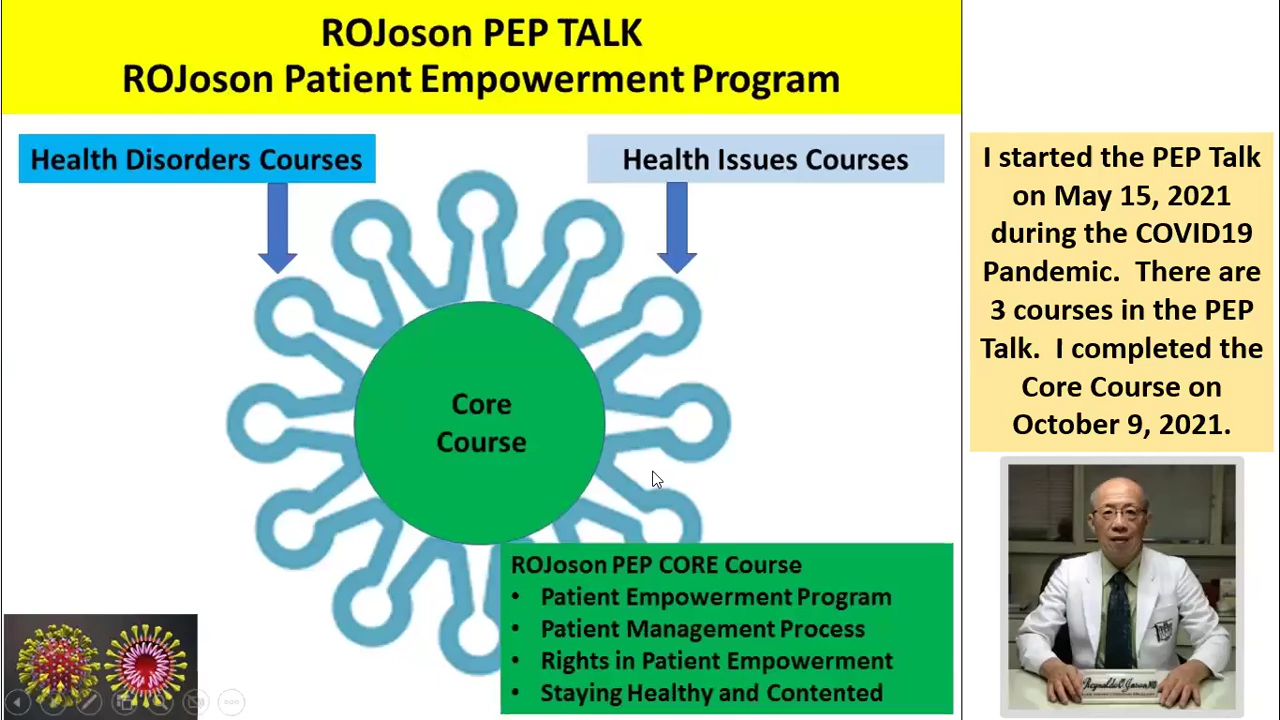 ROJoson PEP TALK
ROJoson Patient Empowerment Program
Health Disorders Courses
Health Issues Courses
Core
Course
ROJoson PEP CORE Course
• Patient Empowerment Program
• Patient Management Process
• Rights in Patient Empowerment
• Staying Healthy and Contented
I started the PEP Talk
on May 15, 2021
during the COVID19
Pandemic. There are
3 courses in the PEP
Talk. I completed the
Core Course on
October 9, 2021.
Reynaldo O. Joson, MD